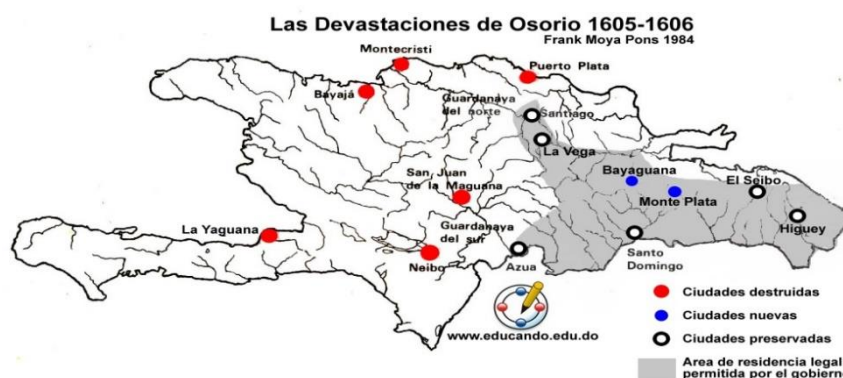 Las Devastaciones de Osorio 1605-1606
Frank Moya Pons 1984
Montecristi
Puerto Plata
Bayajá
Guardanaya
del norte
Santiago
La Vega
San Juan
de la Maguana
Bayaguana
El Seibo
Monte Plata
La Yaguana
Guardanaya
del sur
Higuey
Neibo
Azua
Santo
Domingo
www.educando.edu.do
Ciudades destruidas
Ciudades nuevas
Ciudades preservadas
Area de residencia legal
permitida por el gobierno